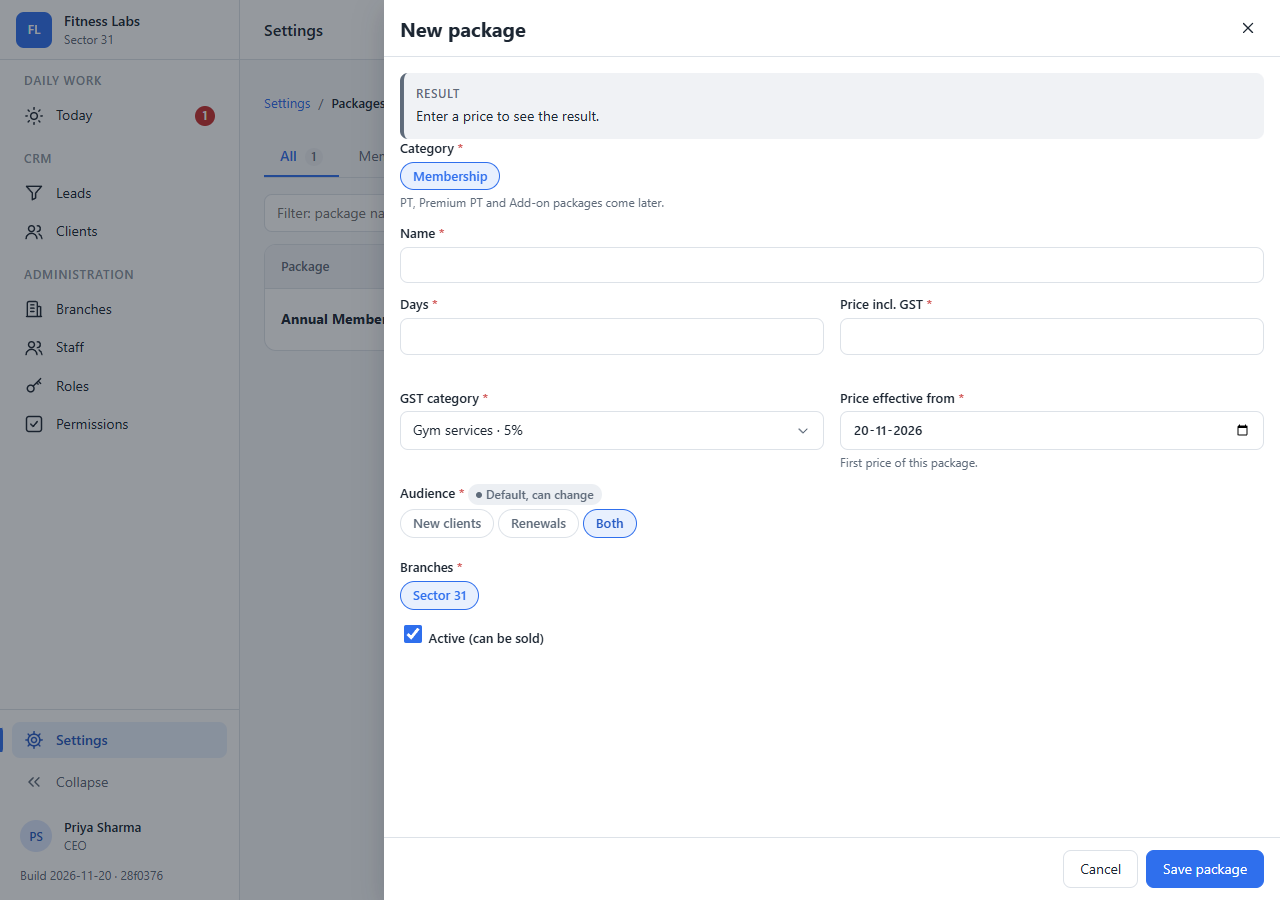 FL
Fitness Labs
Sector 31
DAILY WORK
Today
1
CRM
Leads
Clients
ADMINISTRATION
Branches
Staff
Roles
Permissions
Settings
Collapse
PS
Priya Sharma
CEO
Build 2026-11-20 · 28f0376
Settings
Settings / Packages
All 1
Filter: package
Package
Annual
New package
RESULT
Enter a price to see the result.
Category *
Membership
PT, Premium PT and Add-on packages come later.
Name *
Days *
Price incl. GST *
GST category *
Gym services · 5%
Price effective from *
20-11-2026
First price of this package.
Audience * Default, can change
New clients Renewals Both
Branches *
Sector 31
Active (can be sold)
Cancel Save package